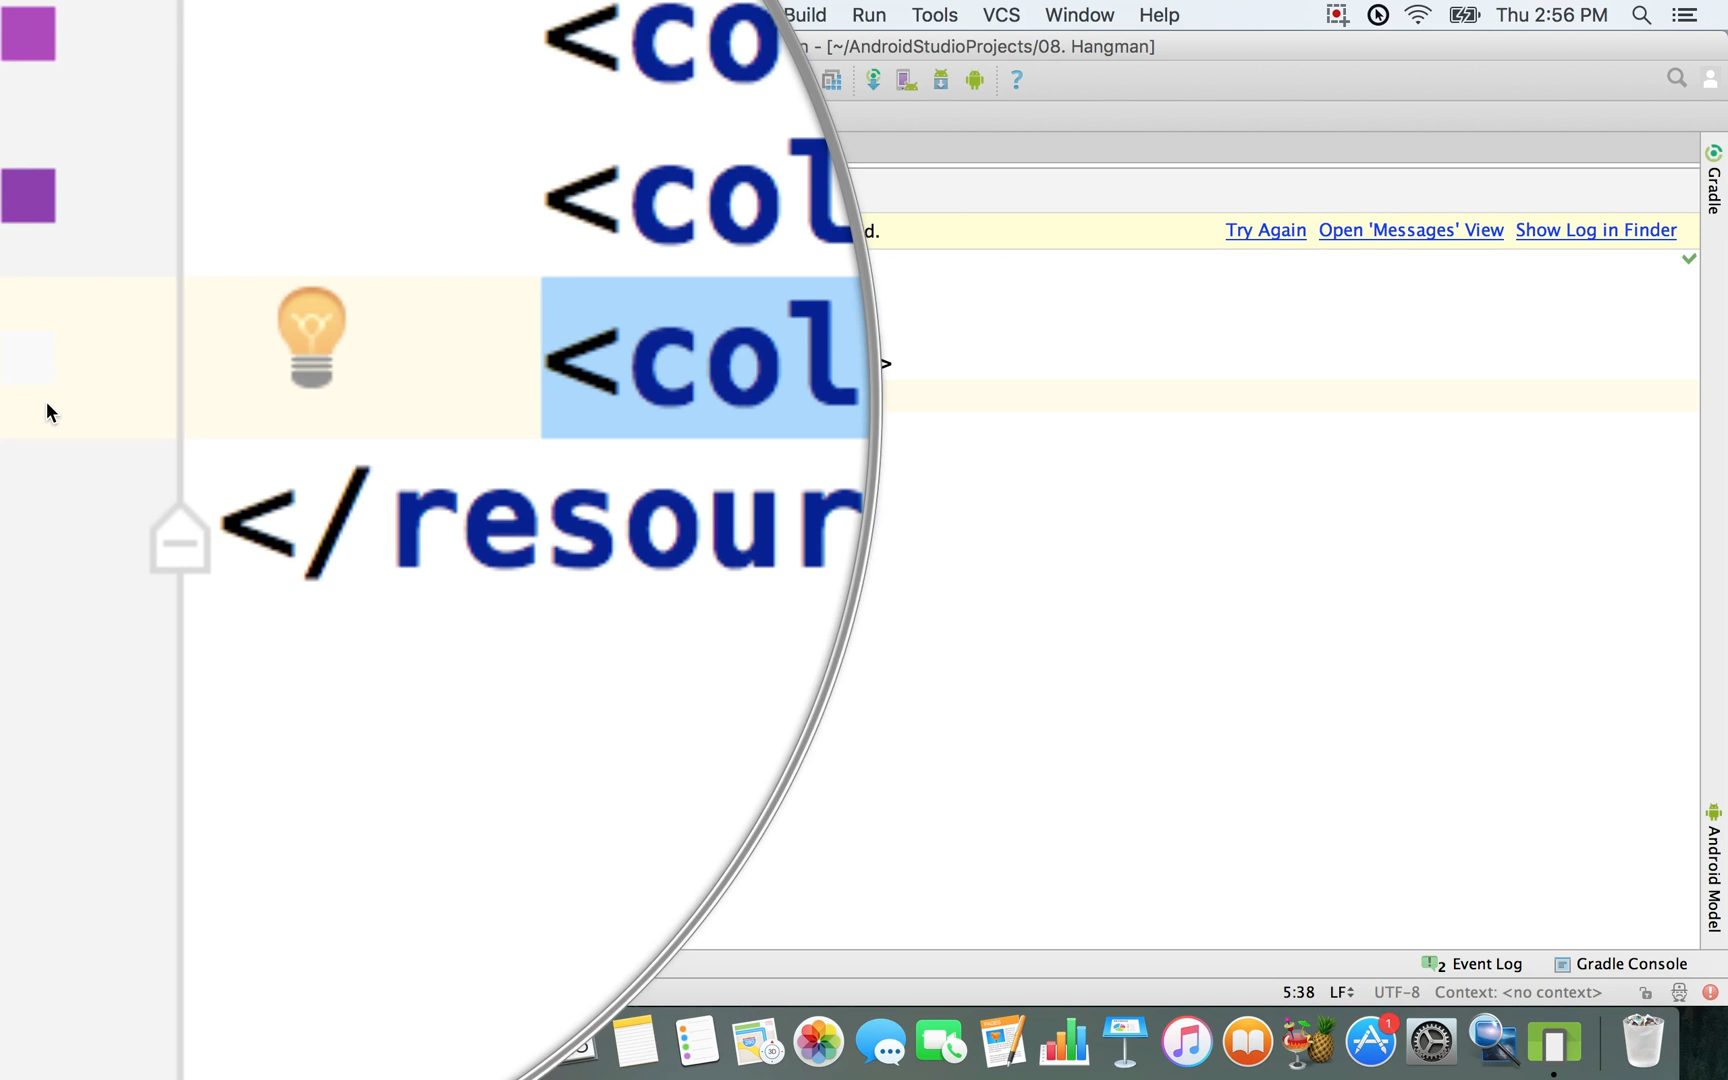 Build Run Tools VCS Window Help Thu 2:56 PM
n - [~/AndroidStudioProjects/08. Hangman]
?
d. Try Again Open 'Messages' View Show Log in Finder
<co
<col
<col
>
</resour
Gradle
Android Model
2 Event Log Gradle Console
5:38 LF UTF-8 Context: <no context>
1